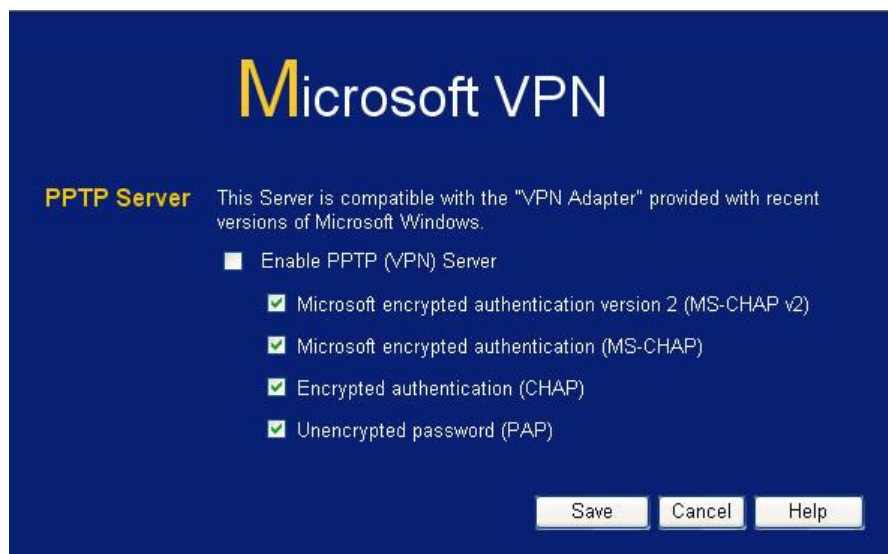 Microsoft VPN
PPTP Server
This Server is compatible with the "VPN Adapter" provided with recent
versions of Microsoft Windows.
Enable PPTP (VPN) Server
Microsoft encrypted authentication version 2 (MS-CHAP v2)
Microsoft encrypted authentication (MS-CHAP)
Encrypted authentication (CHAP)
Unencrypted password (PAP)
Save Cancel Help